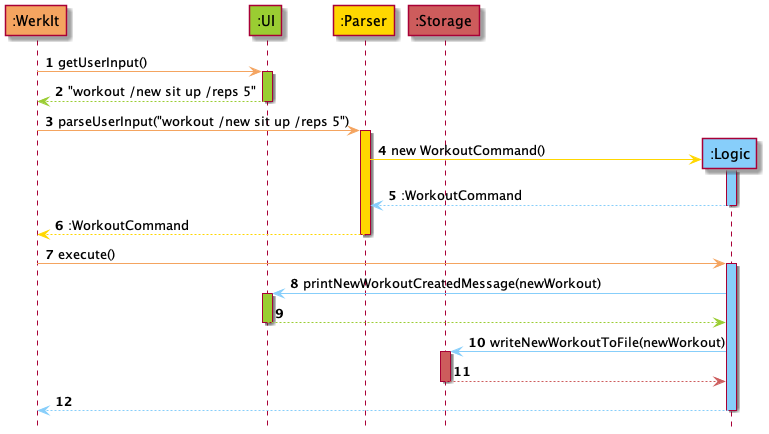 :WerkIt :UI :Parser :Storage
1 getUserInput()
2 "workout /new sit up /reps 5"
3 parseUserInput("workout /new sit up /reps 5")
4 new WorkoutCommand()
:Logic
5 :WorkoutCommand
6 :WorkoutCommand
7 execute()
8 printNewWorkoutCreatedMessage(newWorkout)
9
10 writeNewWorkoutToFile(newWorkout)
11
12